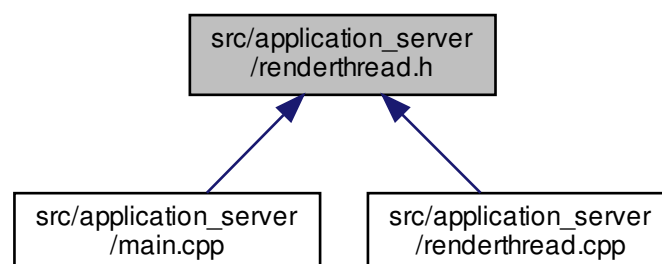 src/application_server
/renderthread.h
src/application_server
/main.cpp
src/application_server
/renderthread.cpp